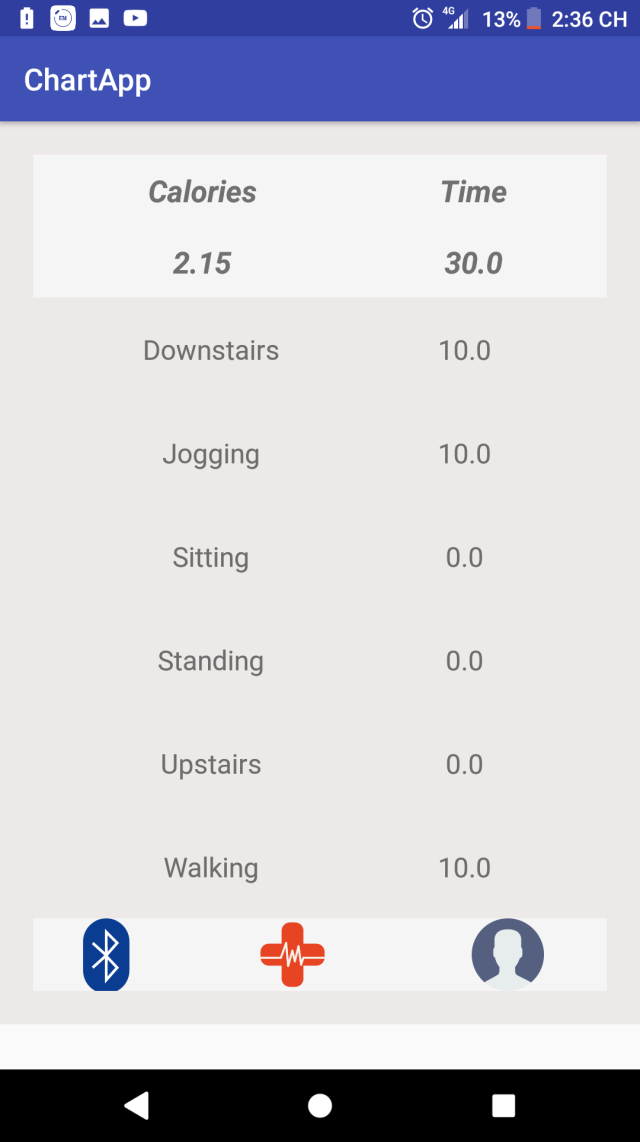 4G 13% 2:36 CH
ChartApp
Calories Time
2.15 30.0
Downstairs 10.0
Jogging 10.0
Sitting 0.0
Standing 0.0
Upstairs 0.0
Walking 10.0